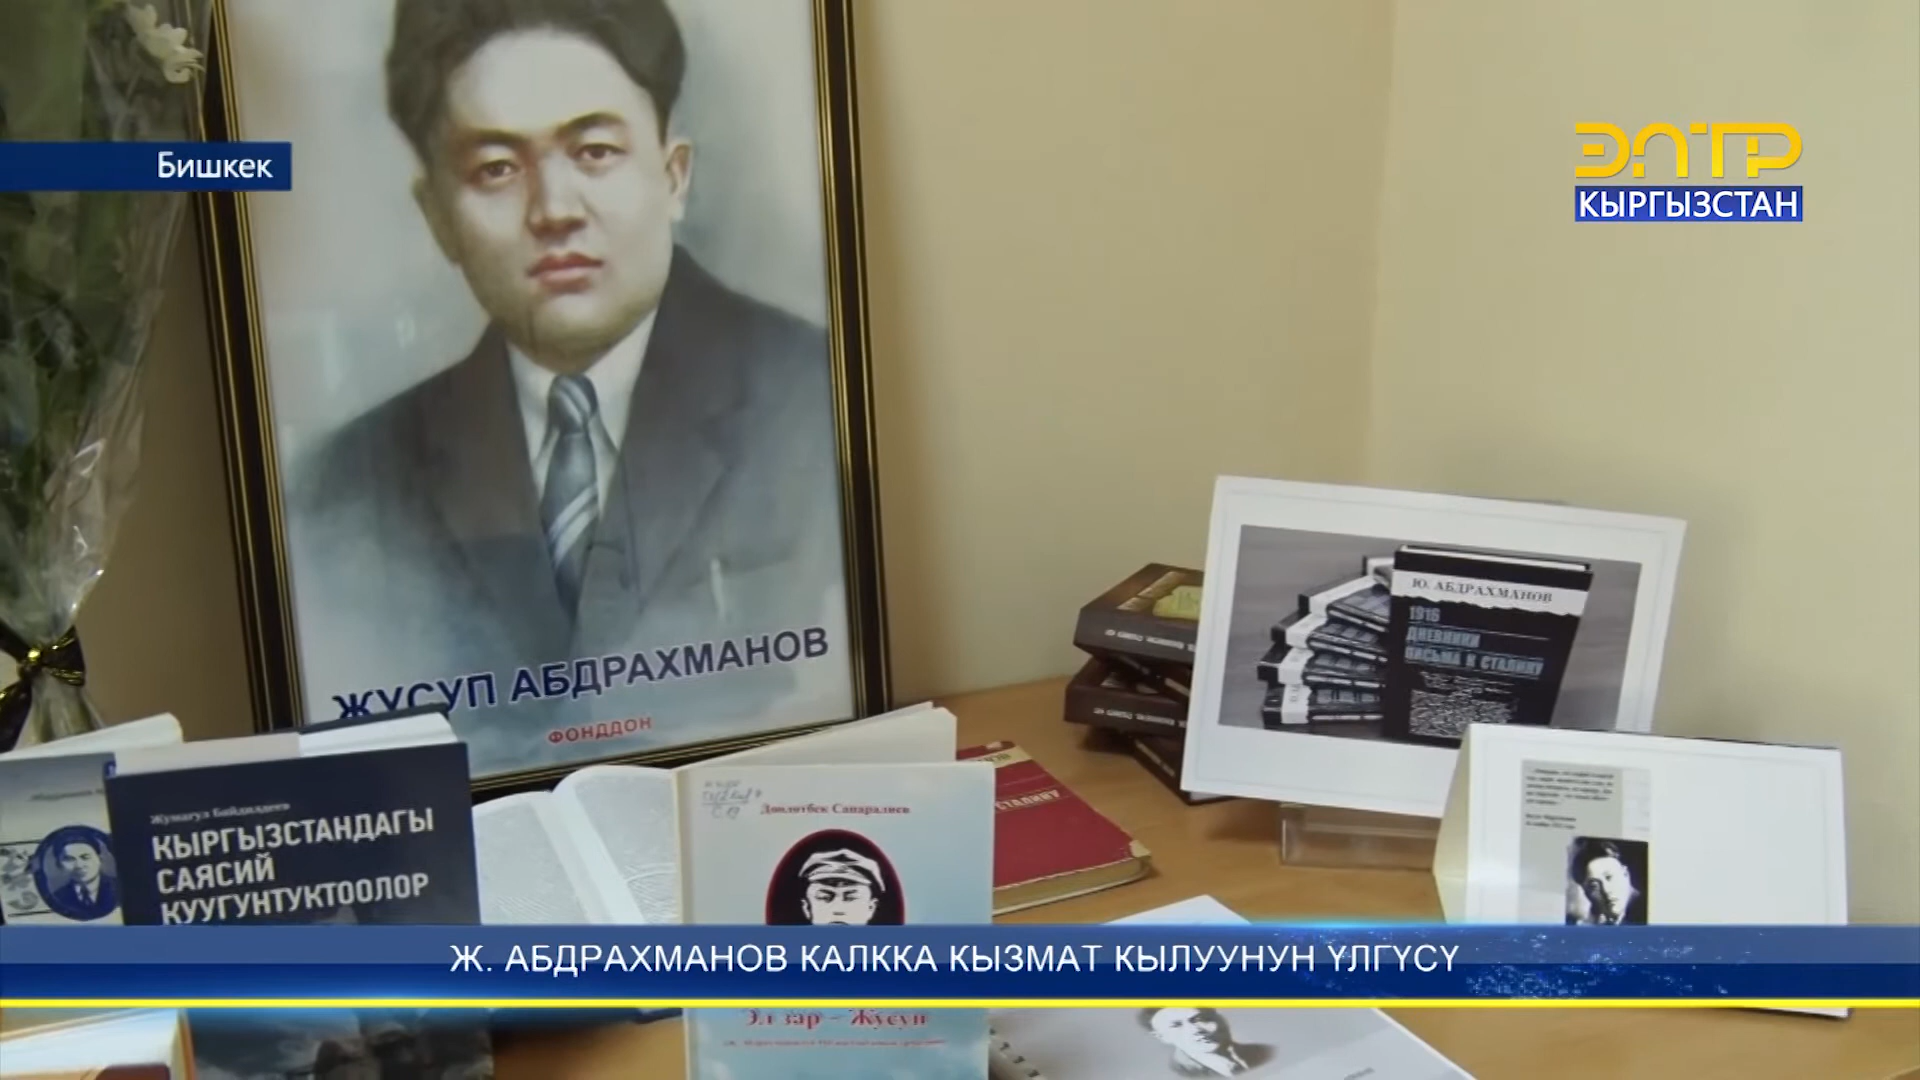 Бишкек
ЭЛТР
КЫРГЫЗСТАН
ЖУСУП АБДРАХМАНОВ
ФОНДДОН
Ю. АБДРАХМАНОВ
1916
ДНЕВНИКИ
ПИСЬМА К СТАЛИНУ
СТАЛИНУ
Жумагул Байдилдеев
КЫРГЫЗСТАНДАГЫ
САЯСИЙ
КУУГУНТУКТООЛОР
Доолотбек Сапаралиев
Ж. АБДРАХМАНОВ КАЛККА КЫЗМАТ КЫЛУУНУН ҮЛГҮСҮ
Эл зар – Жусуп